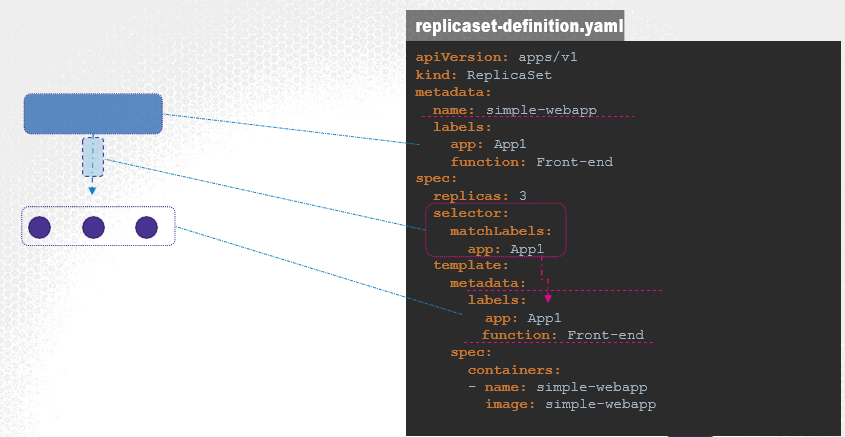 replicaset-definition.yaml
apiVersion: apps/v1
kind: ReplicaSet
metadata:
  name: simple-webapp
  labels:
    app: App1
    function: Front-end
spec:
  replicas: 3
  selector:
    matchLabels:
      app: App1
  template:
    metadata:
      labels:
        app: App1
        function: Front-end
    spec:
      containers:
      - name: simple-webapp
        image: simple-webapp